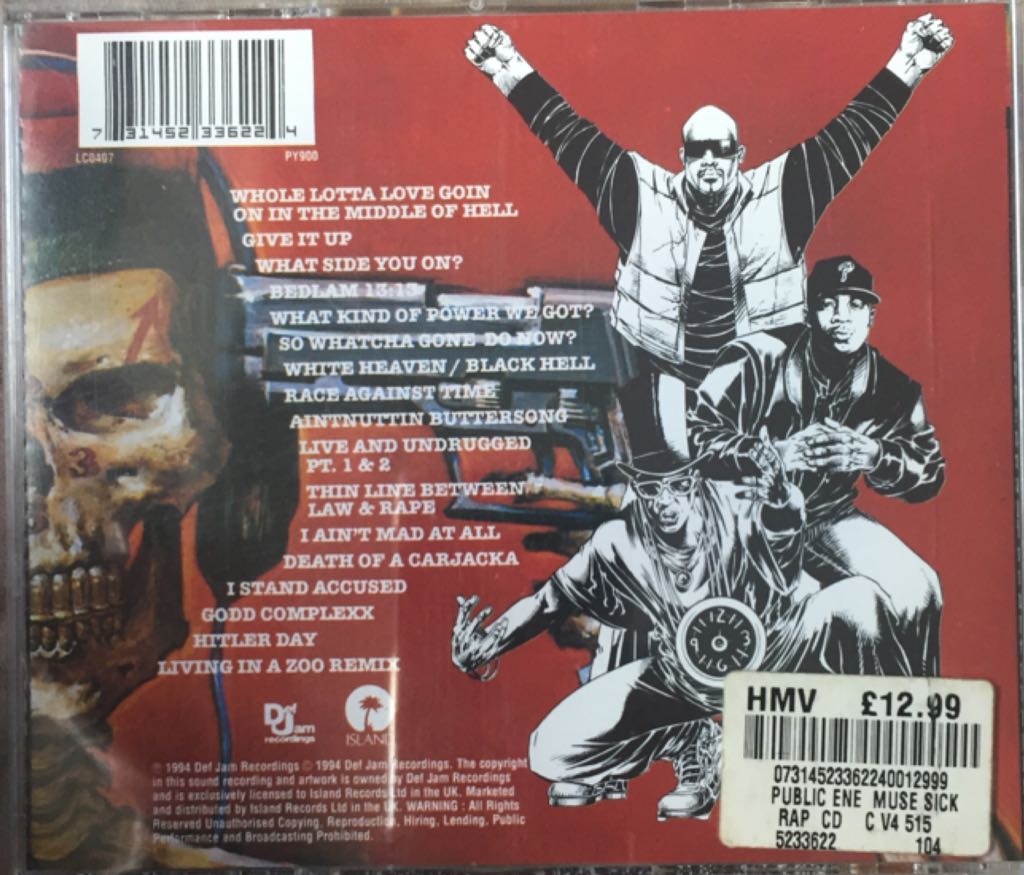 7 31452 33622 4
LC0407 PY900
WHOLE LOTTA LOVE GOIN
ON IN THE MIDDLE OF HELL
GIVE IT UP
WHAT SIDE YOU ON?
BEDLAM 13:13
WHAT KIND OF POWER WE GOT?
SO WHATCHA GONE DO NOW?
WHITE HEAVEN / BLACK HELL
RACE AGAINST TIME
AINTNUTTIN BUTTERSONG
LIVE AND UNDRUGGED
PT. 1 & 2
THIN LINE BETWEEN
LAW & RAPE
I AIN'T MAD AT ALL
DEATH OF A CARJACKA
I STAND ACCUSED
GODD COMPLEXX
HITLER DAY
LIVING IN A ZOO REMIX
3
P
12
3
6
9
Def Jam
recordings
ISLAND
℗ 1994 Def Jam Recordings © 1994 Def Jam Recordings. The copyright
in this sound recording and artwork is owned by Def Jam Recordings
and is exclusively licensed to Island Records Ltd in the UK. Marketed
and distributed by Island Records Ltd in the UK. WARNING : All Rights
Reserved Unauthorised Copying, Reproduction, Hiring, Lending, Public
Performance and Broadcasting Prohibited.
HMV £12.99
07314523362240012999
PUBLIC ENE MUSE SICK
RAP CD C V4 515
5233622 104